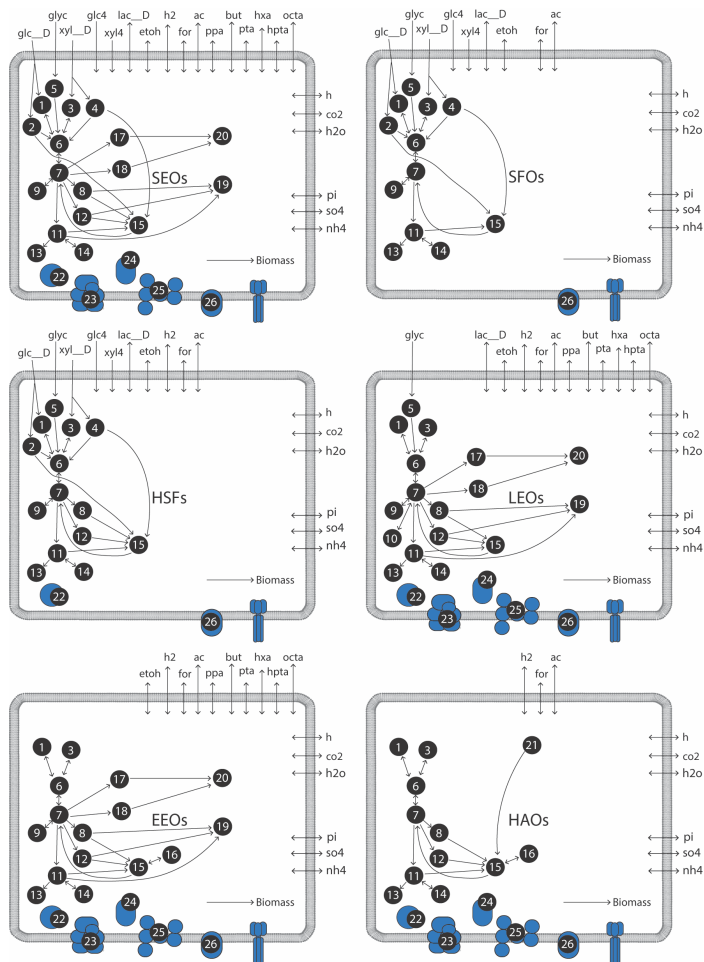 glc__D glyc xyl__D glc4 xyl4 lac__D etoh h2 for ac ppa but pta hxa hpta octa
5
1
3
4
2
6
17
20
7
18
8
9
SEOs
19
12
11
15
13
14
24
Biomass
22
23
25
26
h
co2
h2o
pi
so4
nh4
glc__D glyc xyl__D glc4 xyl4 lac__D etoh for ac
5
1
3
4
2
6
7
9
SFOs
11
15
13
14
Biomass
26
h
co2
h2o
pi
so4
nh4
glc__D glyc xyl__D glc4 xyl4 lac__D etoh h2 for ac
5
1
3
4
2
6
7
8
9
HSFs
12
11
15
13
14
Biomass
22
26
h
co2
h2o
pi
so4
nh4
glyc lac__D etoh h2 for ac ppa but pta hxa hpta octa
5
1
3
6
17
20
7
18
8
9
LEOs
19
10
12
11
15
13
14
24
Biomass
22
23
25
26
h
co2
h2o
pi
so4
nh4
etoh h2 for ac ppa but pta hxa hpta octa
1
3
6
17
20
7
18
8
9
EEOs
19
12
16
11
15
13
14
24
Biomass
22
23
25
26
h
co2
h2o
pi
so4
nh4
h2 for ac
1
3
21
6
7
8
HAOs
12
16
11
15
13
14
24
Biomass
22
23
25
26
h
co2
h2o
pi
so4
nh4